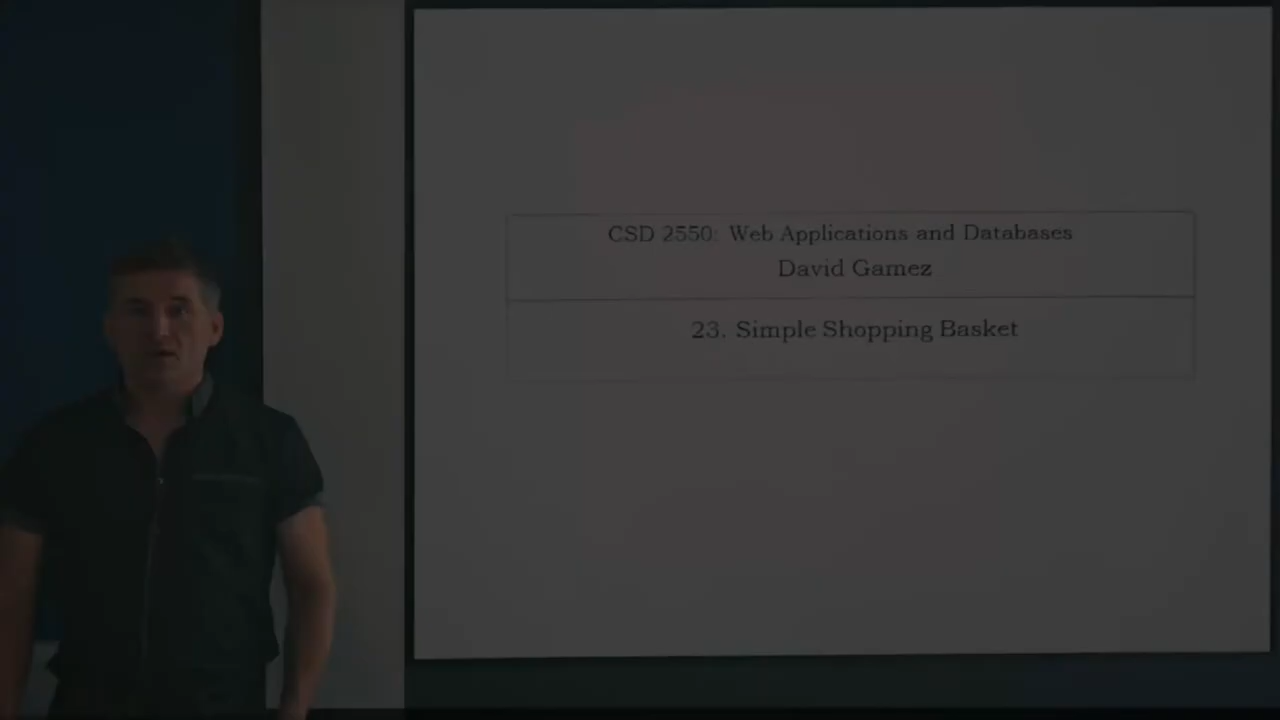 CSD 2550: Web Applications and Databases
David Gamez
23. Simple Shopping Basket